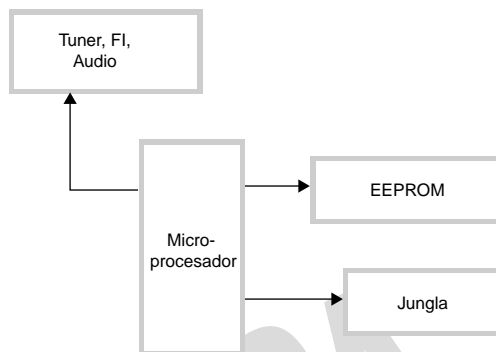 Tuner, FI,
Audio
EEPROM
Micro-
procesador
Jungla